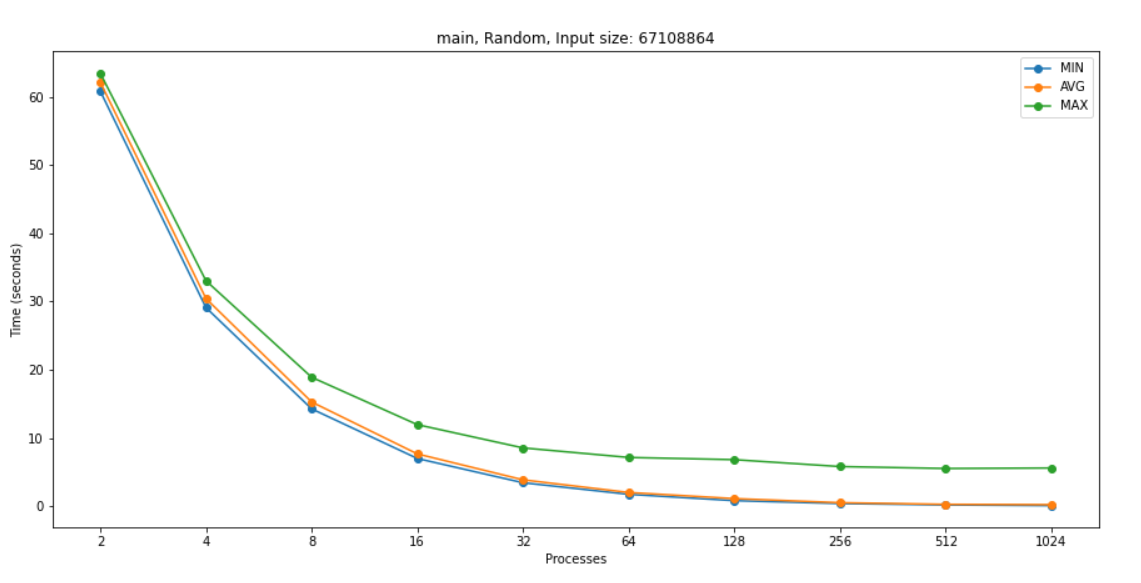 main, Random, Input size: 67108864
MIN
AVG
MAX
Time (seconds)
60
50
40
30
20
10
0
2 4 8 16 32 64 128 256 512 1024
Processes